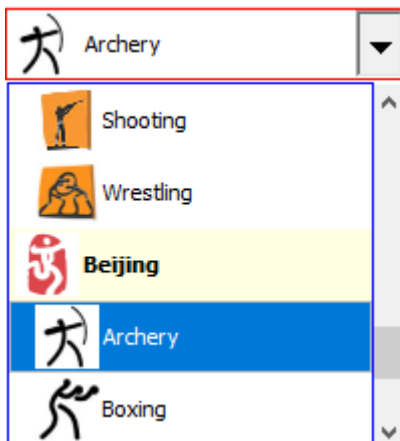 Archery
Shooting
Wrestling
Beijing
Archery
Boxing